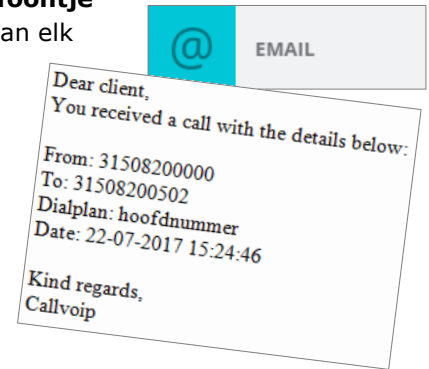 an elk
@ EMAIL
Dear client,
You received a call with the details below:
From: 31508200000
To: 31508200502
Dialplan: hoofdnummer
Date: 22-07-2017 15:24:46
Kind regards,
Callvoip